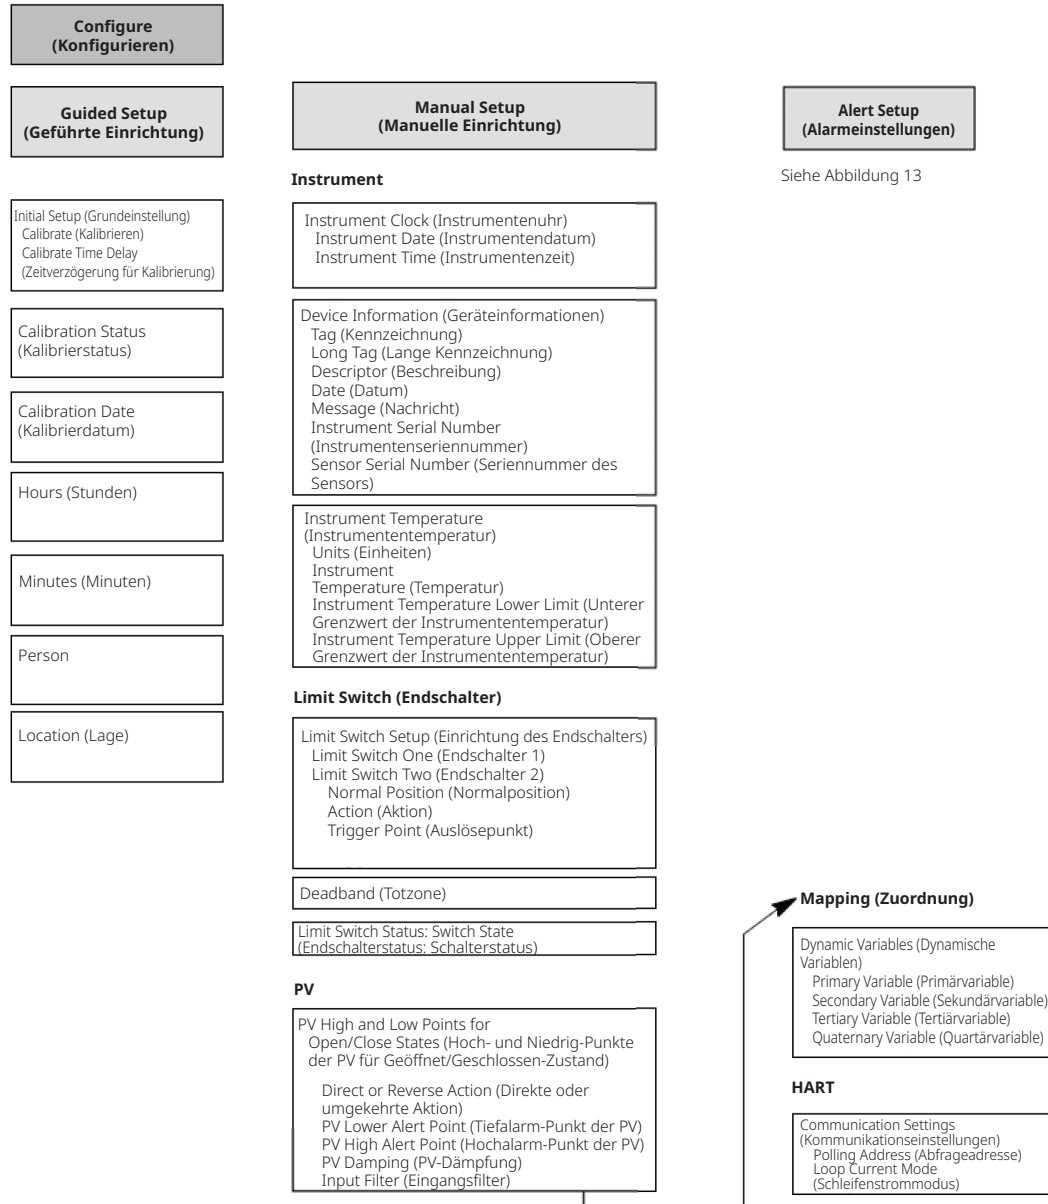 Configure
(Konfigurieren)
Guided Setup
(Geführte Einrichtung)
Initial Setup (Grundeinstellung)
Calibrate (Kalibrieren)
Calibrate Time Delay
(Zeitverzögerung für Kalibrierung)
Calibration Status
(Kalibrierstatus)
Calibration Date
(Kalibrierdatum)
Hours (Stunden)
Minutes (Minuten)
Person
Location (Lage)
Manual Setup
(Manuelle Einrichtung)
Instrument
Instrument Clock (Instrumentenuhr)
Instrument Date (Instrumentendatum)
Instrument Time (Instrumentenzeit)
Device Information (Geräteinformationen)
Tag (Kennzeichnung)
Long Tag (Lange Kennzeichnung)
Descriptor (Beschreibung)
Date (Datum)
Message (Nachricht)
Instrument Serial Number
(Instrumentenseriennummer)
Sensor Serial Number (Seriennummer des
Sensors)
Instrument Temperature
(Instrumententemperatur)
Units (Einheiten)
Instrument
Temperature (Temperatur)
Instrument Temperature Lower Limit (Unterer
Grenzwert der Instrumententemperatur)
Instrument Temperature Upper Limit (Oberer
Grenzwert der Instrumententemperatur)
Limit Switch (Endschalter)
Limit Switch Setup (Einrichtung des Endschalters)
Limit Switch One (Endschalter 1)
Limit Switch Two (Endschalter 2)
Normal Position (Normalposition)
Action (Aktion)
Trigger Point (Auslösepunkt)
Deadband (Totzone)
Limit Switch Status: Switch State
(Endschalterstatus: Schalterstatus)
PV
PV High and Low Points for
Open/Close States (Hoch- und Niedrig-Punkte
der PV für Geöffnet/Geschlossen-Zustand)
Direct or Reverse Action (Direkte oder
umgekehrte Aktion)
PV Lower Alert Point (Tiefalarm-Punkt der PV)
PV High Alert Point (Hochalarm-Punkt der PV)
PV Damping (PV-Dämpfung)
Input Filter (Eingangsfilter)
Alert Setup
(Alarmeinstellungen)
Siehe Abbildung 13
Mapping (Zuordnung)
Dynamic Variables (Dynamische
Variablen)
Primary Variable (Primärvariable)
Secondary Variable (Sekundärvariable)
Tertiary Variable (Tertiärvariable)
Quaternary Variable (Quartärvariable)
HART
Communication Settings
(Kommunikationseinstellungen)
Polling Address (Abfrageadresse)
Loop Current Mode
(Schleifenstrommodus)